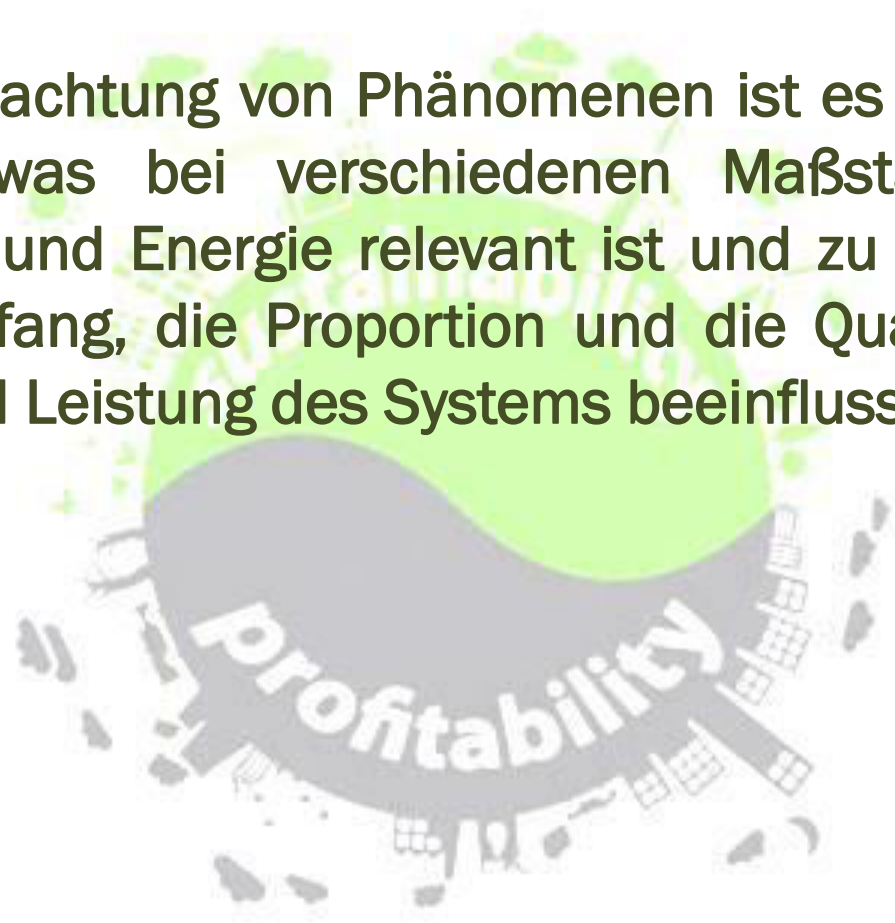 achtung von Phänomenen ist es
was bei verschiedenen Maßst
und Energie relevant ist und zu
fang, die Proportion und die Qua
Leistung des Systems beeinfluss
sustainability
profitability